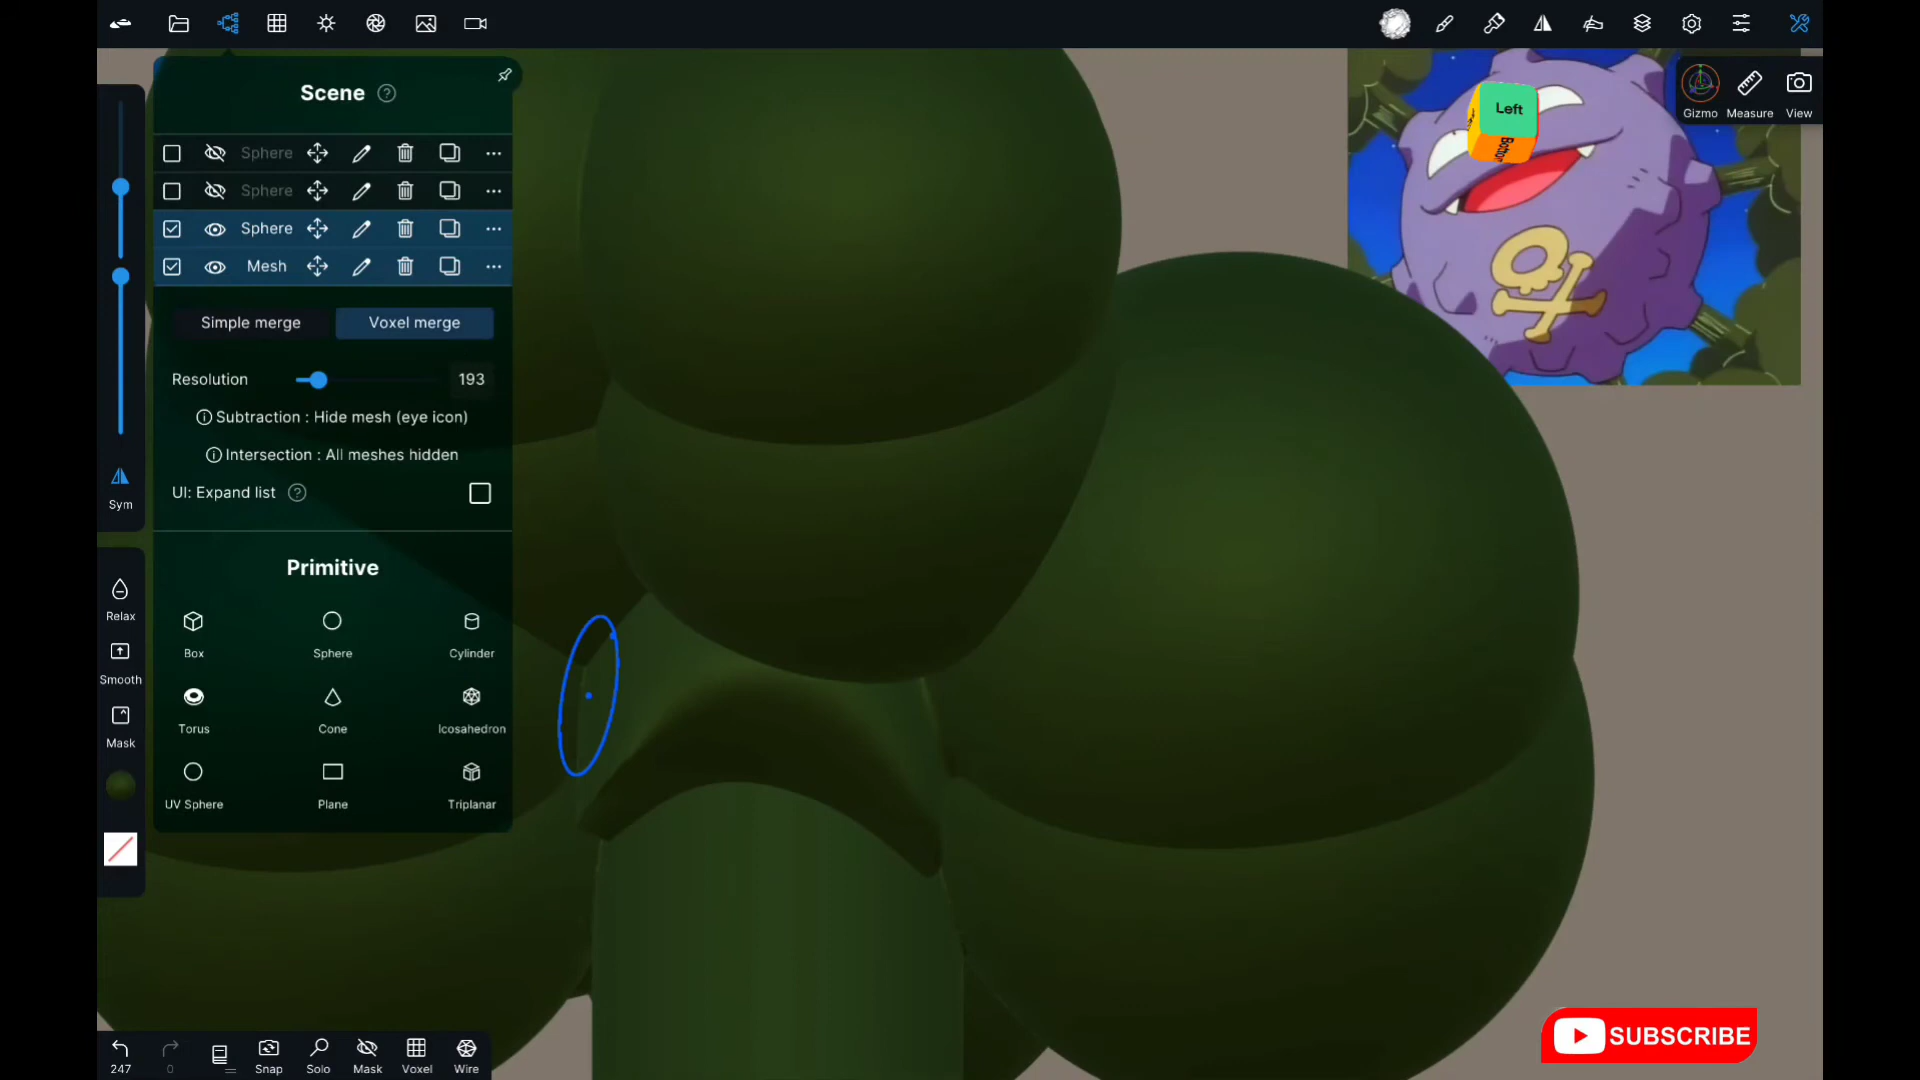 Scene
Left
Bottom
Gizmo
Measure
View
Sphere
Sphere
Sphere
Mesh
Simple merge
Voxel merge
Resolution
193
Subtraction : Hide mesh (eye icon)
Intersection : All meshes hidden
UI: Expand list
Sym
Primitive
Relax
Box
Sphere
Cylinder
Smooth
Torus
Cone
Icosahedron
Mask
UV Sphere
Plane
Triplanar
SUBSCRIBE
247
0
Snap
Solo
Mask
Voxel
Wire